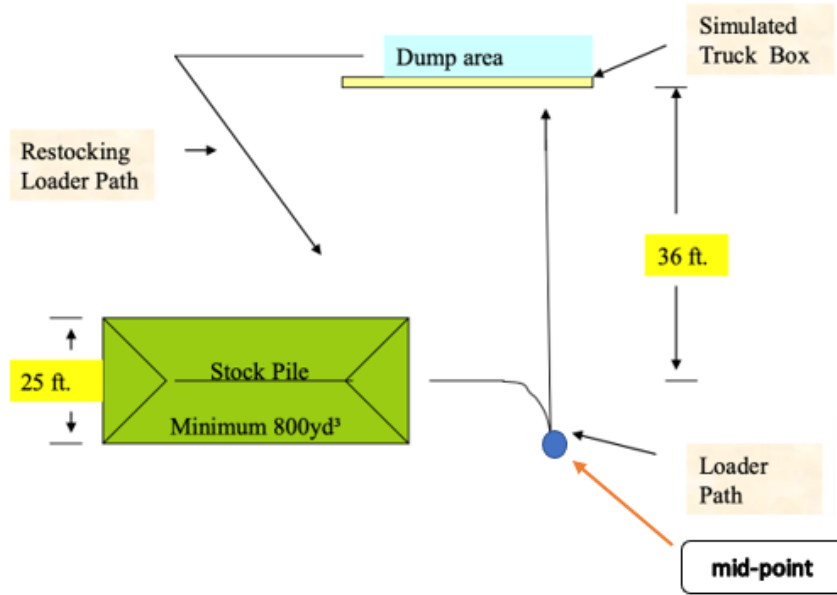 Simulated
Truck Box
Dump area
Restocking
Loader Path
36 ft.
25 ft.
Stock Pile
Minimum 800yd³
Loader
Path
mid-point